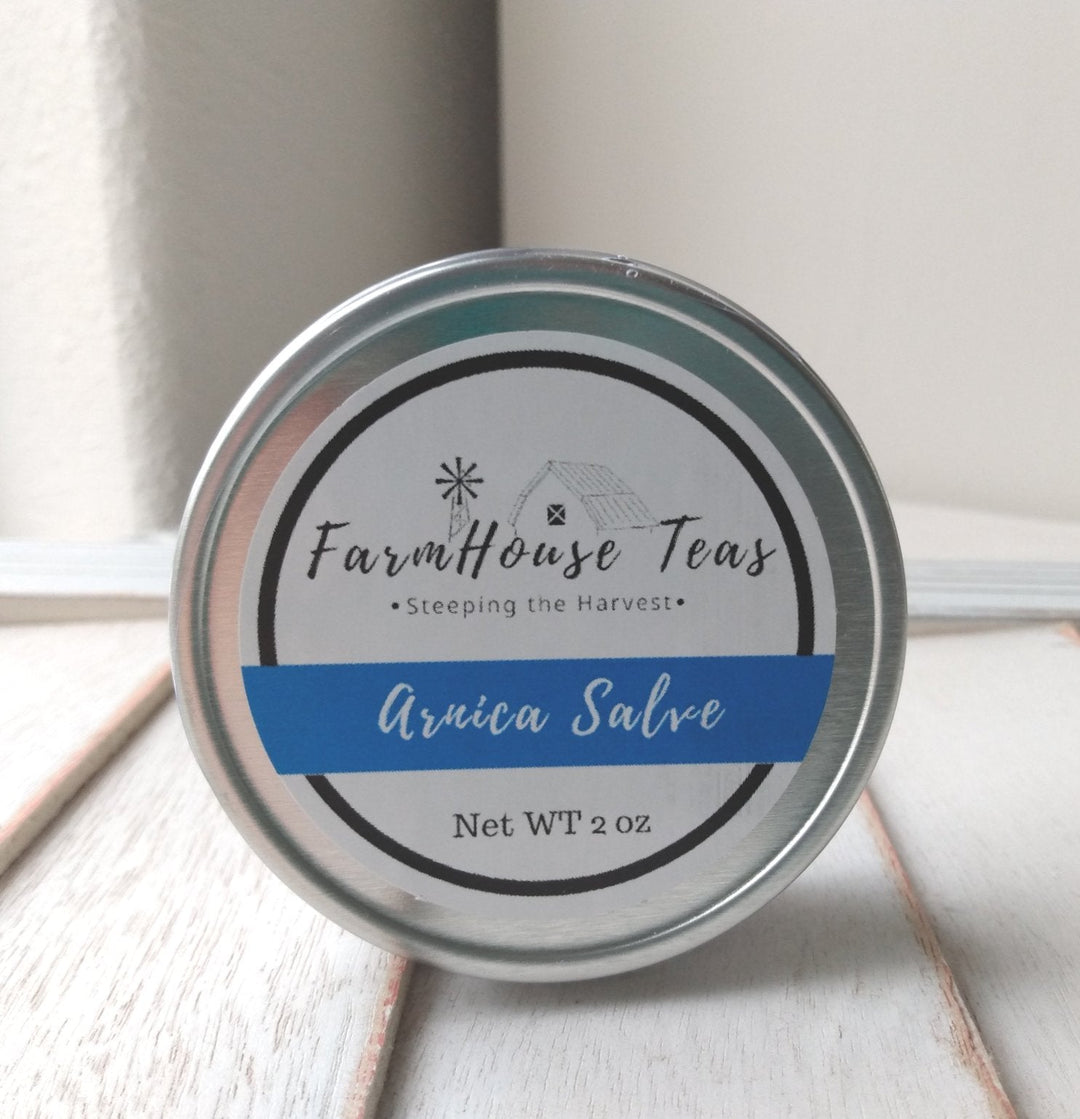 FarmHouse Teas
•Steeping the Harvest•
Arnica Salve
Net WT 2 oz